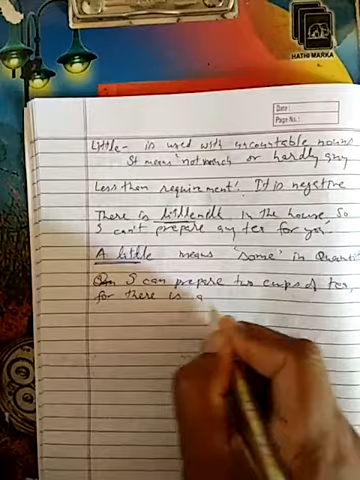 HATHI MARKA
Date :
Page No.:
Little - is used with uncountable nouns
It means 'not much or hardly any
Less than requirement'. It is negative
There is little milk in the house, So
I can't prepare any tea for you.
A little means 'some' in Quanti
I can prepare two cups of tea,
for there is a